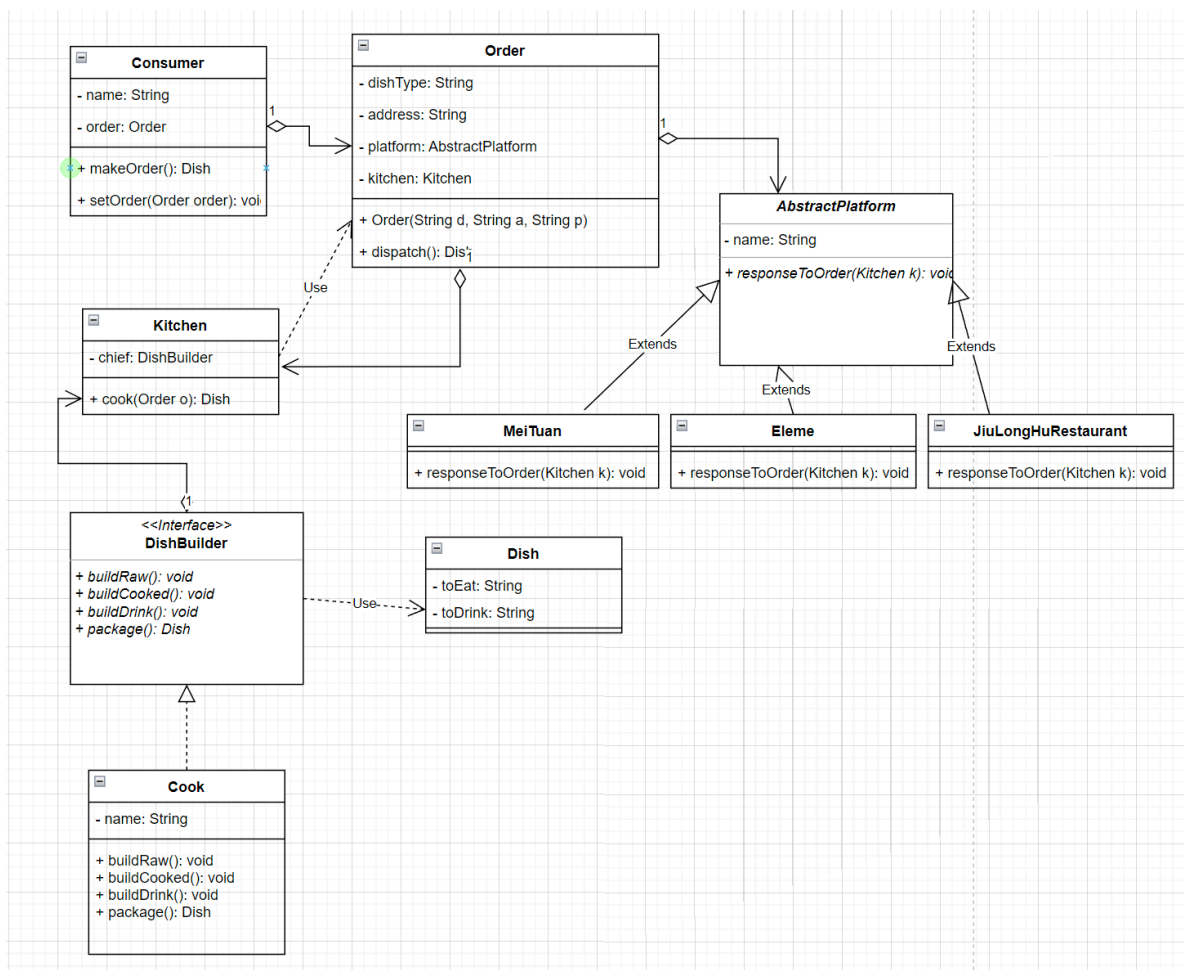 Consumer
- name: String
- order: Order
+ makeOrder(): Dish
+ setOrder(Order order): voi
1
Order
- dishType: String
- address: String
- platform: AbstractPlatform
- kitchen: Kitchen
+ Order(String d, String a, String p)
+ dispatch(): Dis
1
1
AbstractPlatform
- name: String
+ responseToOrder(Kitchen k): void
Use
Kitchen
- chief: DishBuilder
+ cook(Order o): Dish
Extends
Extends
Extends
MeiTuan
+ responseToOrder(Kitchen k): void
Eleme
+ responseToOrder(Kitchen k): void
JiuLongHuRestaurant
+ responseToOrder(Kitchen k): void
1
<<Interface>>
DishBuilder
+ buildRaw(): void
+ buildCooked(): void
+ buildDrink(): void
+ package(): Dish
Use
Dish
- toEat: String
- toDrink: String
Cook
- name: String
+ buildRaw(): void
+ buildCooked(): void
+ buildDrink(): void
+ package(): Dish